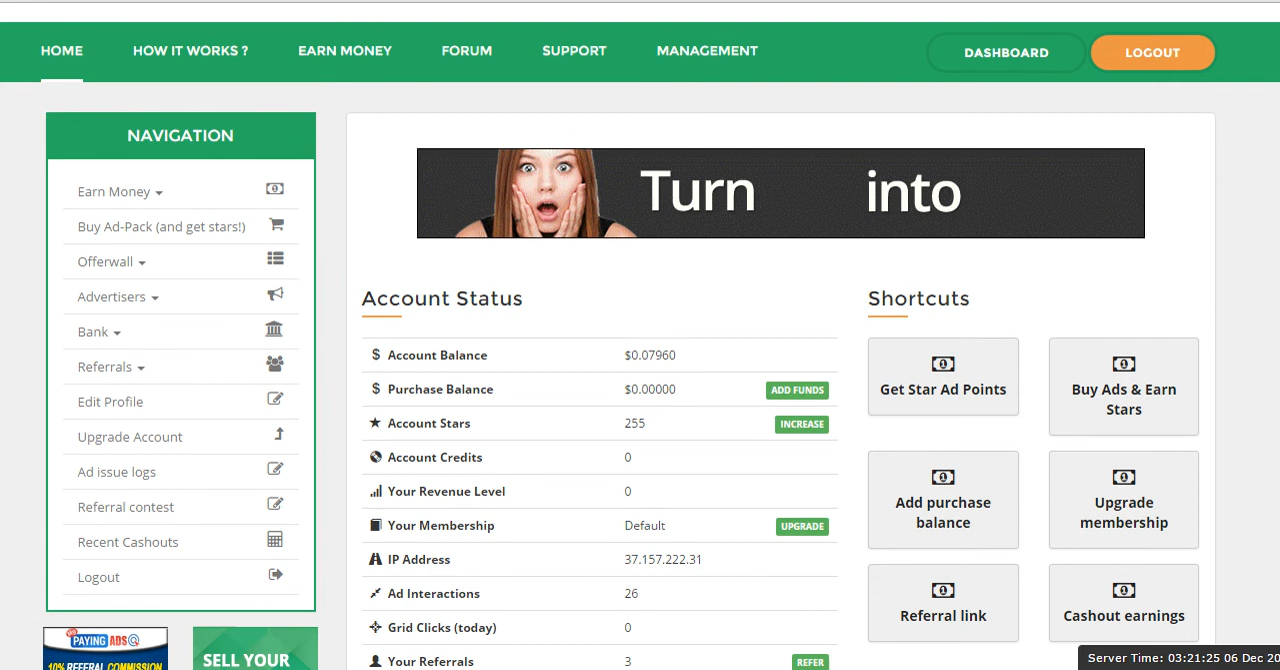 HOME HOW IT WORKS ? EARN MONEY FORUM SUPPORT MANAGEMENT DASHBOARD LOGOUT
NAVIGATION
Earn Money
Buy Ad-Pack (and get stars!)
Offerwall
Advertisers
Bank
Referrals
Edit Profile
Upgrade Account
Ad issue logs
Referral contest
Recent Cashouts
Logout
PAYING ADS
10% REFERAL COMMISSION
SELL YOUR
Turn into
Account Status
Account Balance $0.07960
Purchase Balance $0.00000 ADD FUNDS
Account Stars 255 INCREASE
Account Credits 0
Your Revenue Level 0
Your Membership Default UPGRADE
IP Address 37.157.222.31
Ad Interactions 26
Grid Clicks (today) 0
Your Referrals 3 REFER
Shortcuts
Get Star Ad Points
Buy Ads & Earn
Stars
Add purchase
balance
Upgrade
membership
Referral link
Cashout earnings
Server Time: 03:21:25 06 Dec 20